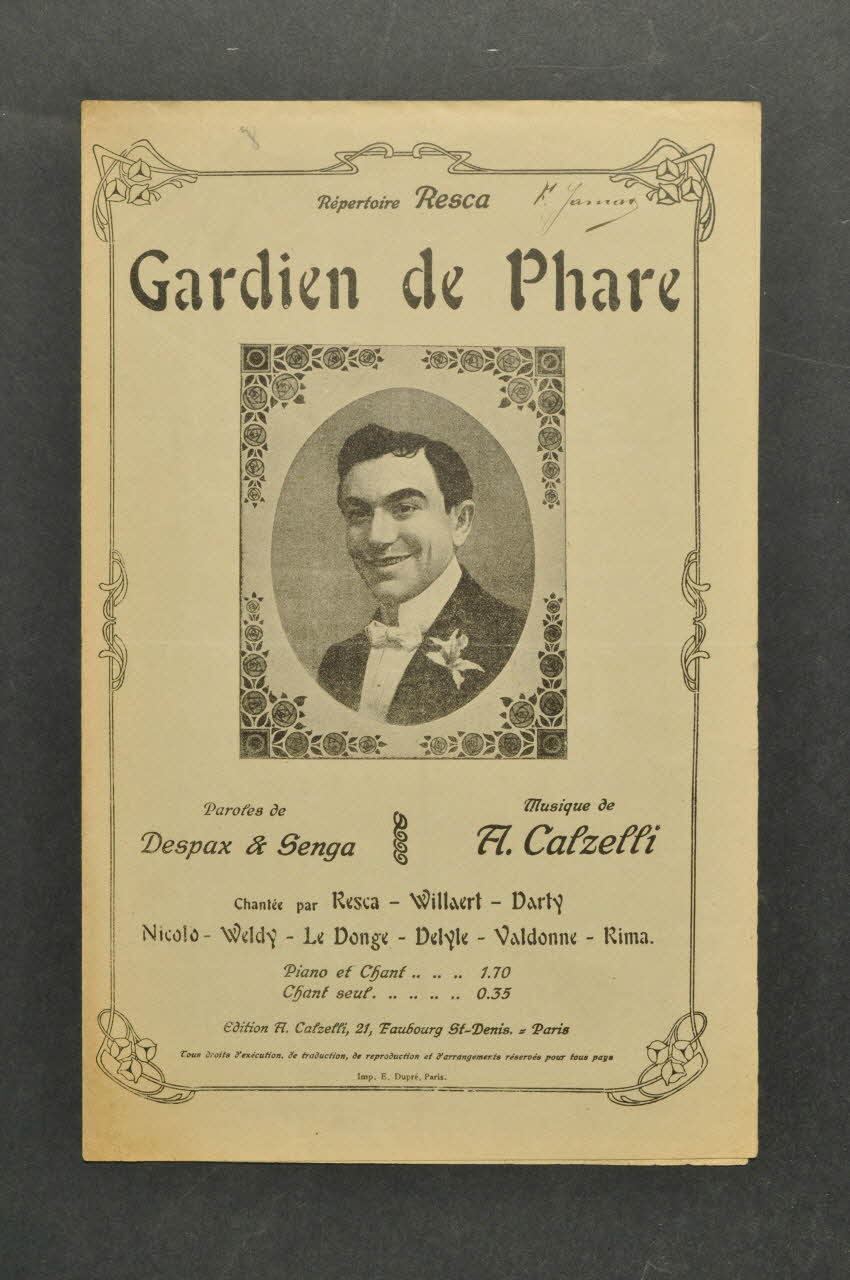 Répertoire Resca
Gardien de Phare
Paroles de
Despax & Senga
Musique de
A. Calzelli
Chantée par Resca - Willaert - Darty
Nicolo - Weldy - Le Donge - Delyle - Valdonne - Rima.
Piano et Chant .. .. .. 1.70
Chant seul. .. .. .. .. 0.35
Edition A. Calzelli, 21, Faubourg St-Denis. = Paris
Tous droits d'exécution, de traduction, de reproduction et d'arrangements réservés pour tous pays
Imp. E. Dupré, Paris.